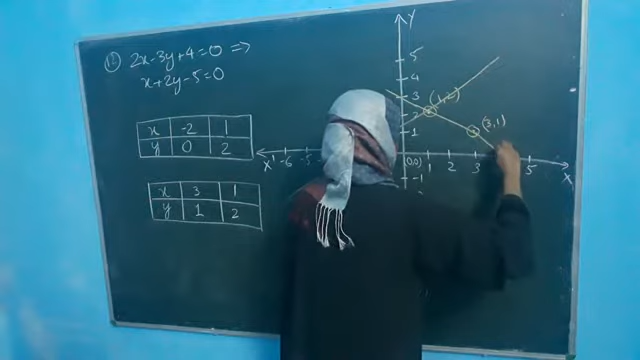 (12) 2x-3y+4=0 =>
x+2y-5=0
x -2 1
y 0 2
x 3 1
y 1 2
Y
5
4
3
2
1
(1,2)
(3,1)
X' -6 -5 (0,0) 1 2 3 5 X
-1